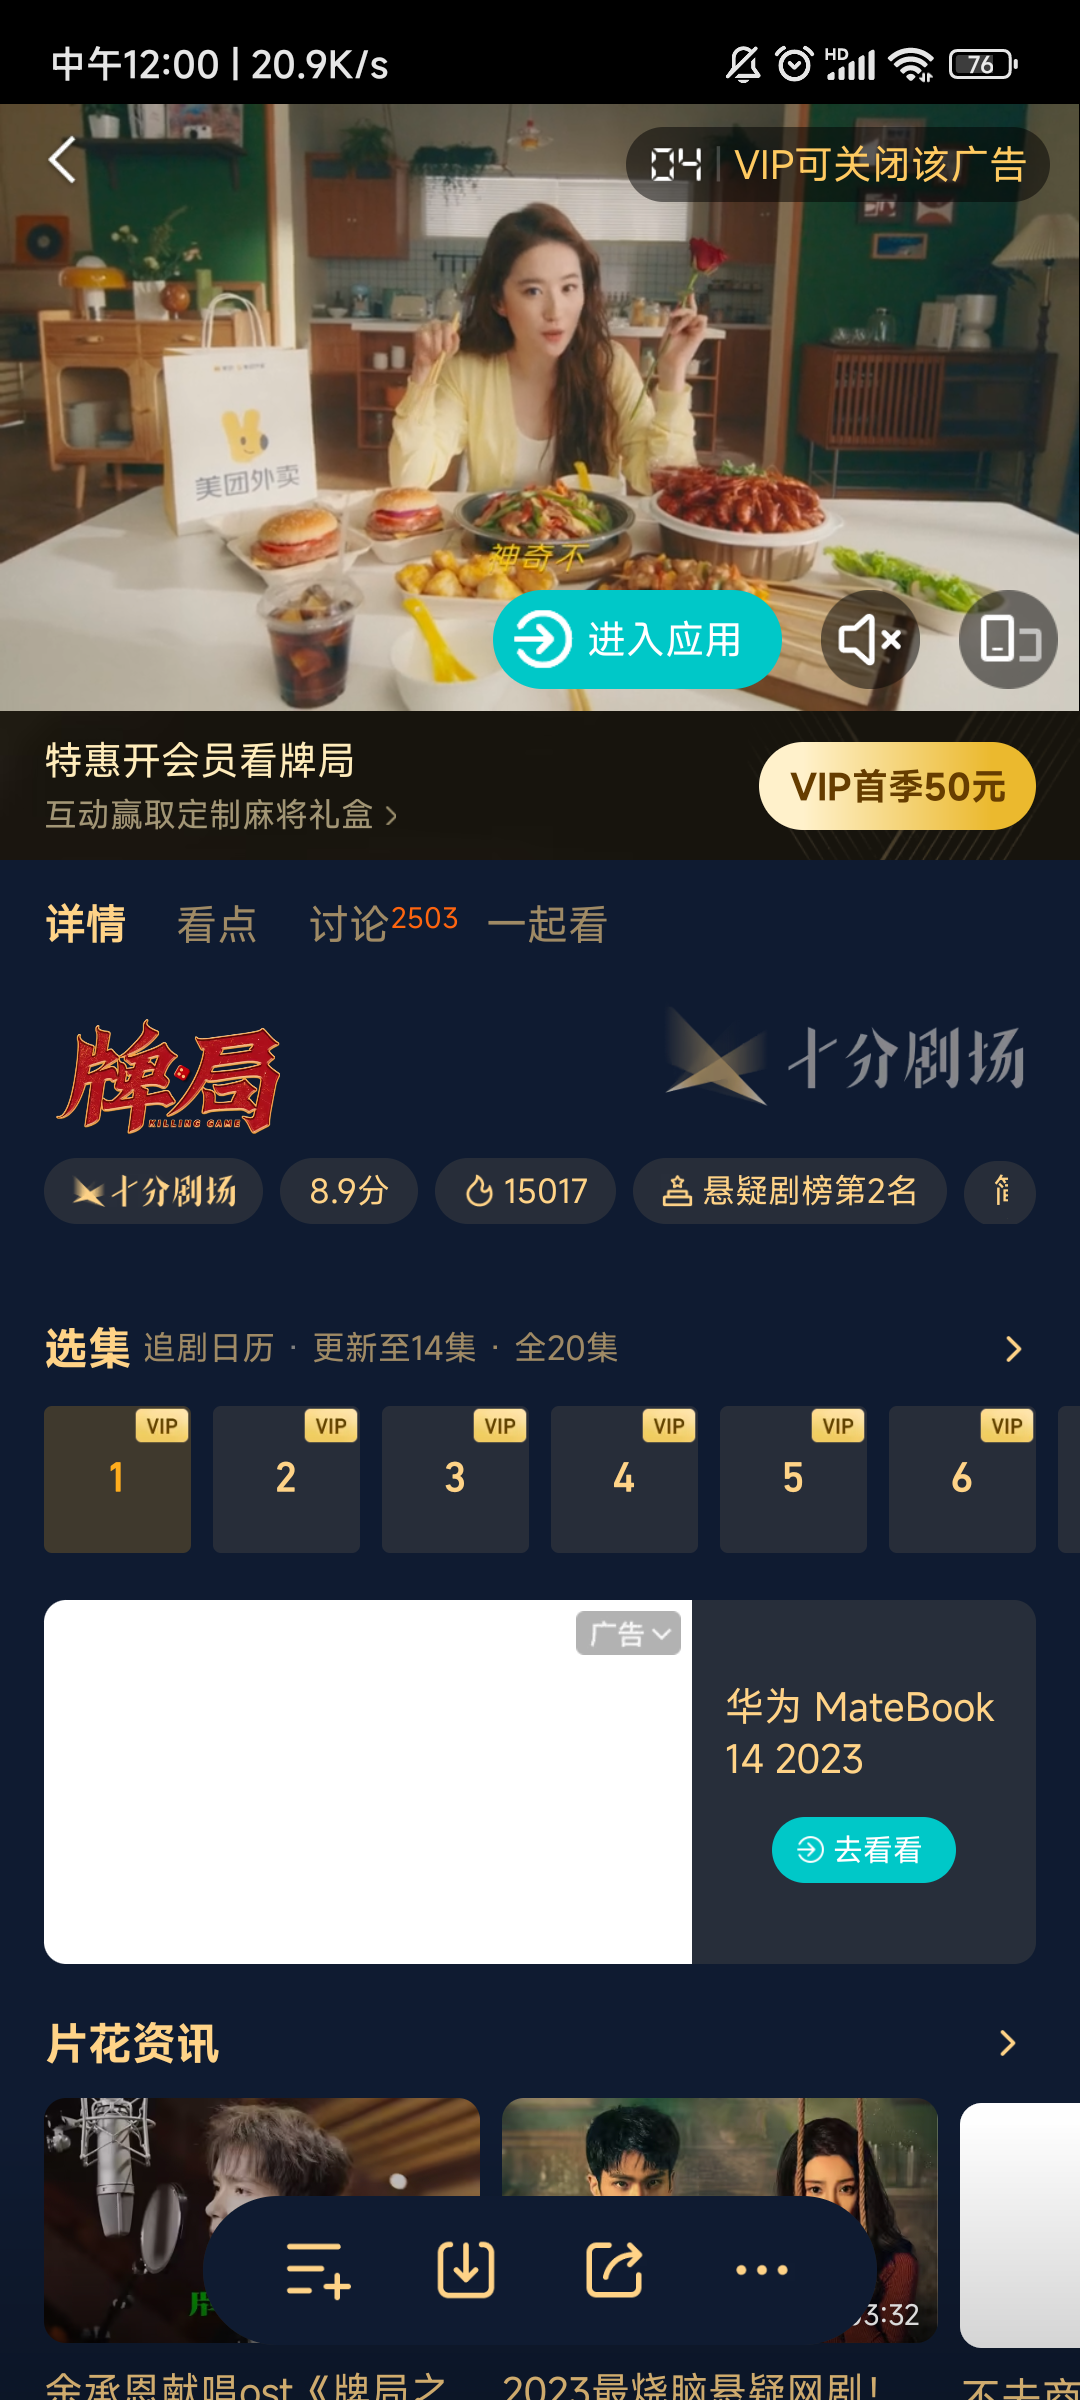 中午12:00 | 20.9K/s
HD
76
04 | VIP可关闭该广告
美团外卖
神奇不
进入应用
特惠开会员看牌局
VIP首季50元
互动赢取定制麻将礼盒
详情 看点 讨论2503 一起看
牌局
KILLING GAME
十分剧场
十分剧场 8.9分 15017 悬疑剧榜第2名
选集 追剧日历 · 更新至14集 · 全20集
VIP VIP VIP VIP VIP VIP
1 2 3 4 5 6
广告
华为 MateBook
14 2023
去看看
片花资讯
3:32
余承恩献唱ost《牌局之
2023最烧脑悬疑网剧！